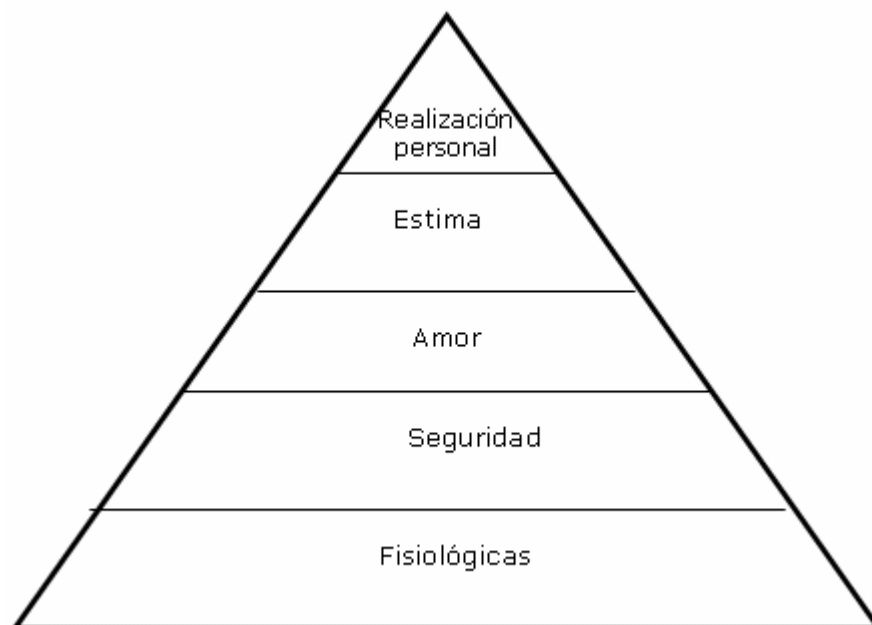 Realización
personal
Estima
Amor
Seguridad
Fisiológicas